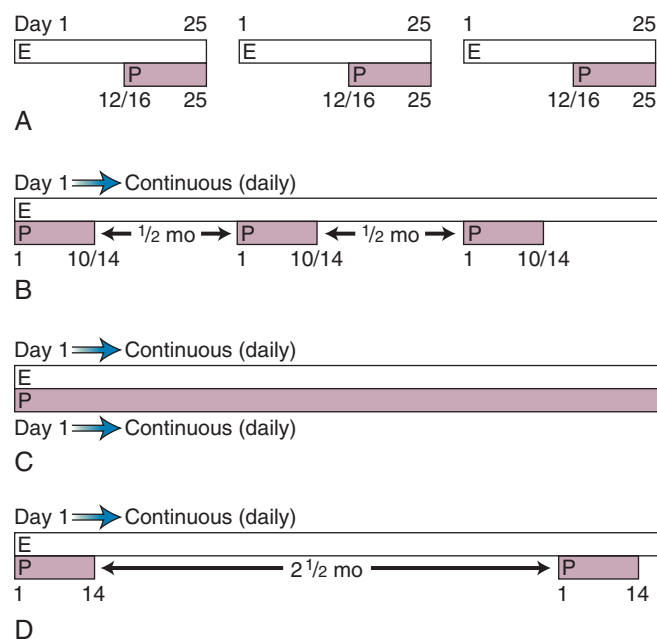 Day 1 25 1 25 1 25
E E E
P P P
12/16 25 12/16 25 12/16 25
A
Day 1 Continuous (daily)
E
P 1/2 mo P 1/2 mo P
1 10/14 1 10/14 1 10/14
B
Day 1 Continuous (daily)
E
P
Day 1 Continuous (daily)
C
Day 1 Continuous (daily)
E
P 2 1/2 mo P
1 14 1 14
D